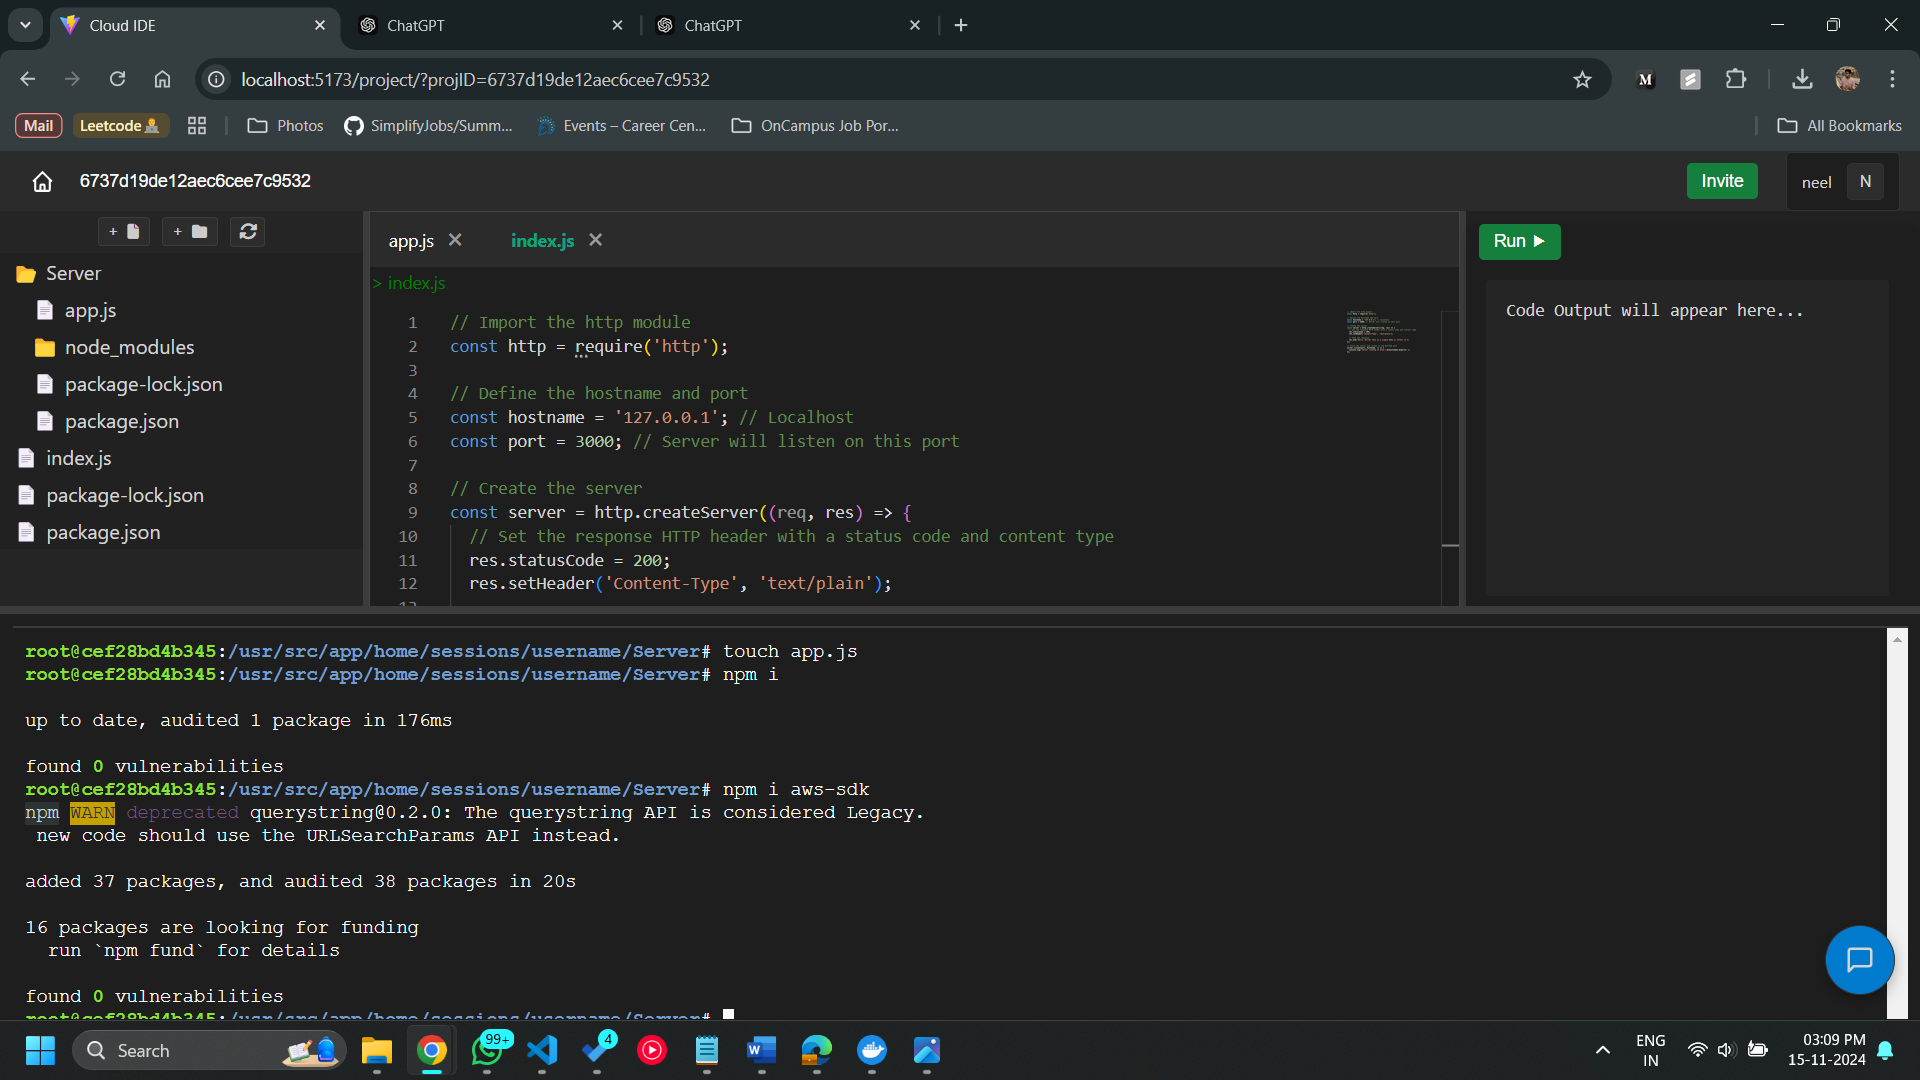 Cloud IDE
ChatGPT
ChatGPT
localhost:5173/project/?projID=6737d19de12aec6cee7c9532
M
Mail
Leetcode
Photos
SimplifyJobs/Summ...
Events – Career Cen...
OnCampus Job Por...
All Bookmarks
6737d19de12aec6cee7c9532
Invite
neel
N
+
+
Server
app.js
node_modules
package-lock.json
package.json
index.js
package-lock.json
package.json
app.js
index.js
> index.js
1 // Import the http module
2 const http = require('http');
3
4 // Define the hostname and port
5 const hostname = '127.0.0.1'; // Localhost
6 const port = 3000; // Server will listen on this port
7
8 // Create the server
9 const server = http.createServer((req, res) => {
10 // Set the response HTTP header with a status code and content type
11 res.statusCode = 200;
12 res.setHeader('Content-Type', 'text/plain');
Run
Code Output will appear here...
root@cef28bd4b345:/usr/src/app/home/sessions/username/Server# touch app.js
root@cef28bd4b345:/usr/src/app/home/sessions/username/Server# npm i
up to date, audited 1 package in 176ms
found 0 vulnerabilities
root@cef28bd4b345:/usr/src/app/home/sessions/username/Server# npm i aws-sdk
npm WARN deprecated querystring@0.2.0: The querystring API is considered Legacy.
new code should use the URLSearchParams API instead.
added 37 packages, and audited 38 packages in 20s
16 packages are looking for funding
run `npm fund` for details
found 0 vulnerabilities
root@cef28bd4b345:/usr/src/app/home/sessions/username/Server#
Search
99+
4
W
ENG
IN
03:09 PM
15-11-2024